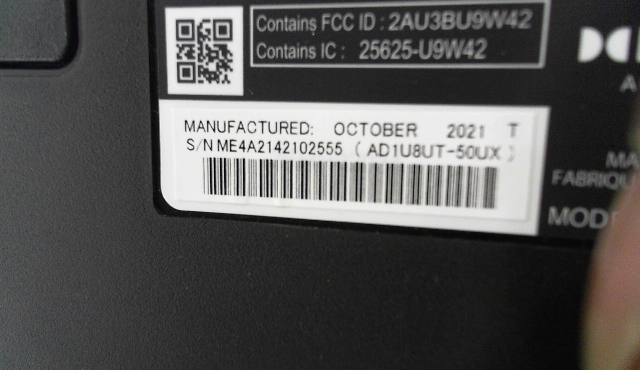 Contains FCC ID : 2AU3BU9W42
Contains IC : 25625-U9W42
MANUFACTURED: OCTOBER 2021 T
S/N ME4A2142102555 ( AD1U8UT-50UX )